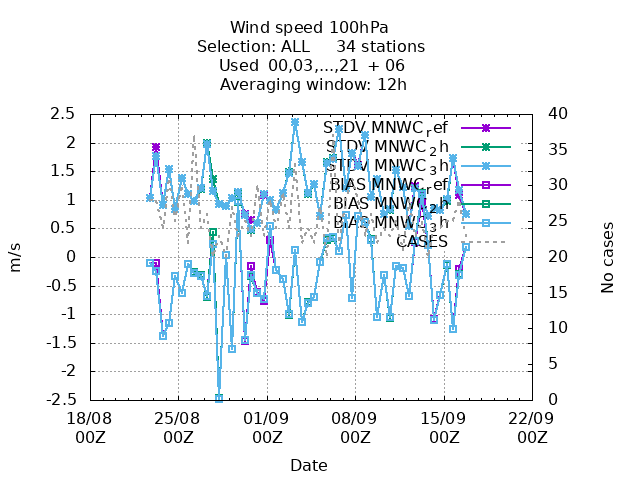 Wind speed 100hPa
Selection: ALL 34 stations
Used 00,03,...,21 + 06
Averaging window: 12h
2.5
2
1.5
1
0.5
0
-0.5
-1
-1.5
-2
-2.5
m/s
40
35
30
25
20
15
10
5
0
No cases
STDV MNWC_ref
STDV MNWC_2h
STDV MNWC_3h
BIAS MNWC_ref
BIAS MNWC_2h
BIAS MNWC_3h
CASES
18/08 25/08 01/09 08/09 15/09 22/09
00Z 00Z 00Z 00Z 00Z 00Z
Date